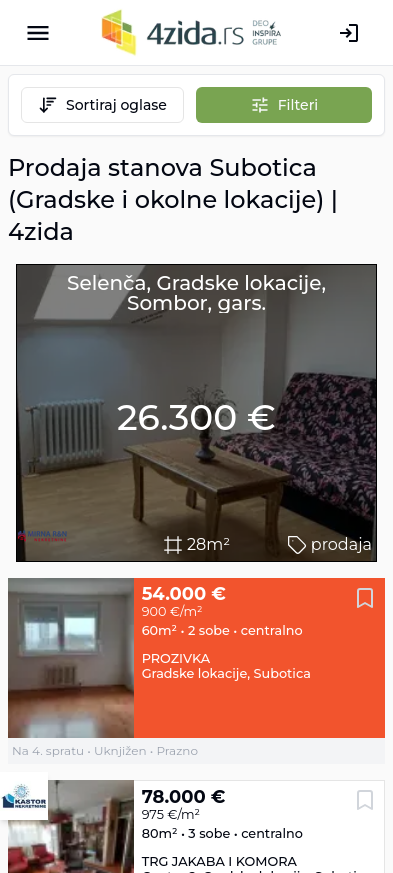 4zida.rs
DEO
INSPIRA
GRUPE
Sortiraj oglase
Filteri
Prodaja stanova Subotica
(Gradske i okolne lokacije) |
4zida
Selenča, Gradske lokacije,
Sombor, gars.
26.300 €
28m²
prodaja
54.000 €
900 €/m²
60m² • 2 sobe • centralno
PROZIVKA
Gradske lokacije, Subotica
Na 4. spratu • Uknjižen • Prazno
KASTOR
NEKRETNINE
78.000 €
975 €/m²
80m² • 3 sobe • centralno
TRG JAKABA I KOMORA